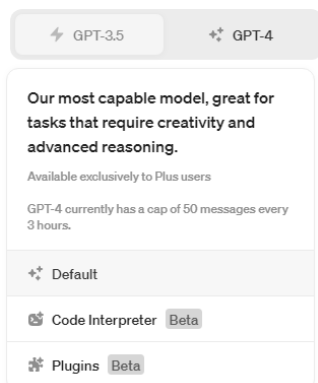 GPT-3.5 GPT-4
Our most capable model, great for
tasks that require creativity and
advanced reasoning.
Available exclusively to Plus users
GPT-4 currently has a cap of 50 messages every
3 hours.
Default
Code Interpreter Beta
Plugins Beta